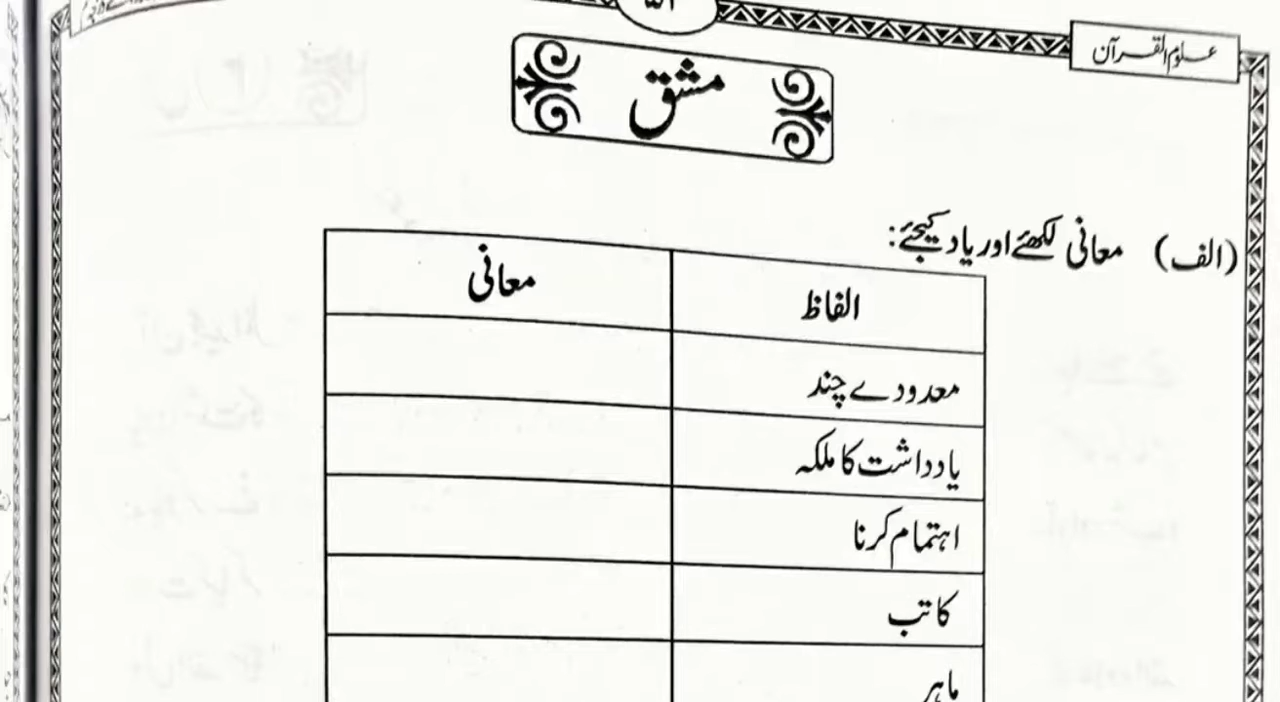 علوم القرآن
مشق
(الف) معانی لکھئے اور یاد کیجئے:
الفاظ معانی
معدودے چند
یادداشت کا ملکہ
اہتمام کرنا
کاتب
ماہر